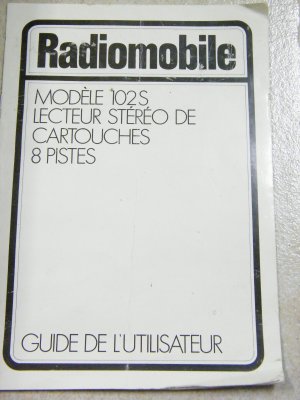 Radiomobile
MODÈLE 102S
LECTEUR STÉRÉO DE
CARTOUCHES
8 PISTES
GUIDE DE L'UTILISATEUR